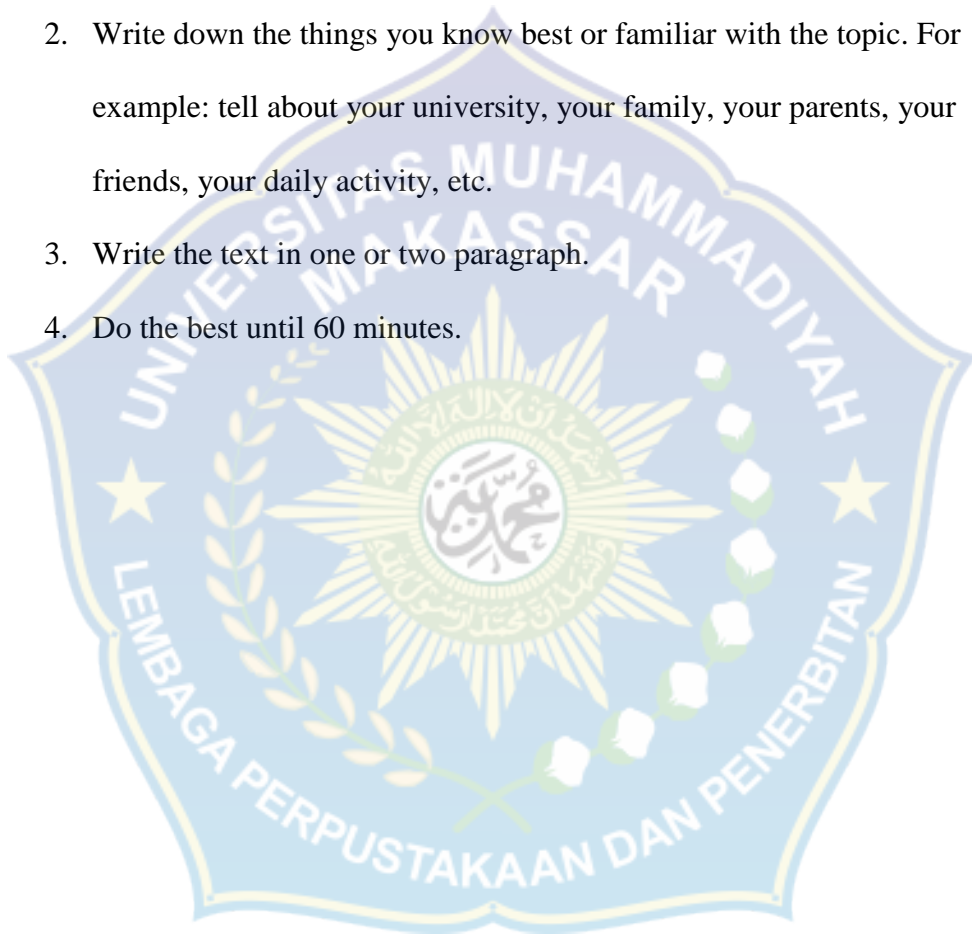 2. Write down the things you know best or familiar with the topic. For
example: tell about your university, your family, your parents, your
friends, your daily activity, etc.
3. Write the text in one or two paragraph.
4. Do the best until 60 minutes.
UNIVERSITAS MUHAMMADIYAH
MAKASSAR
محمدية
LEMBAGA PERPUSTAKAAN DAN PENERBITAN